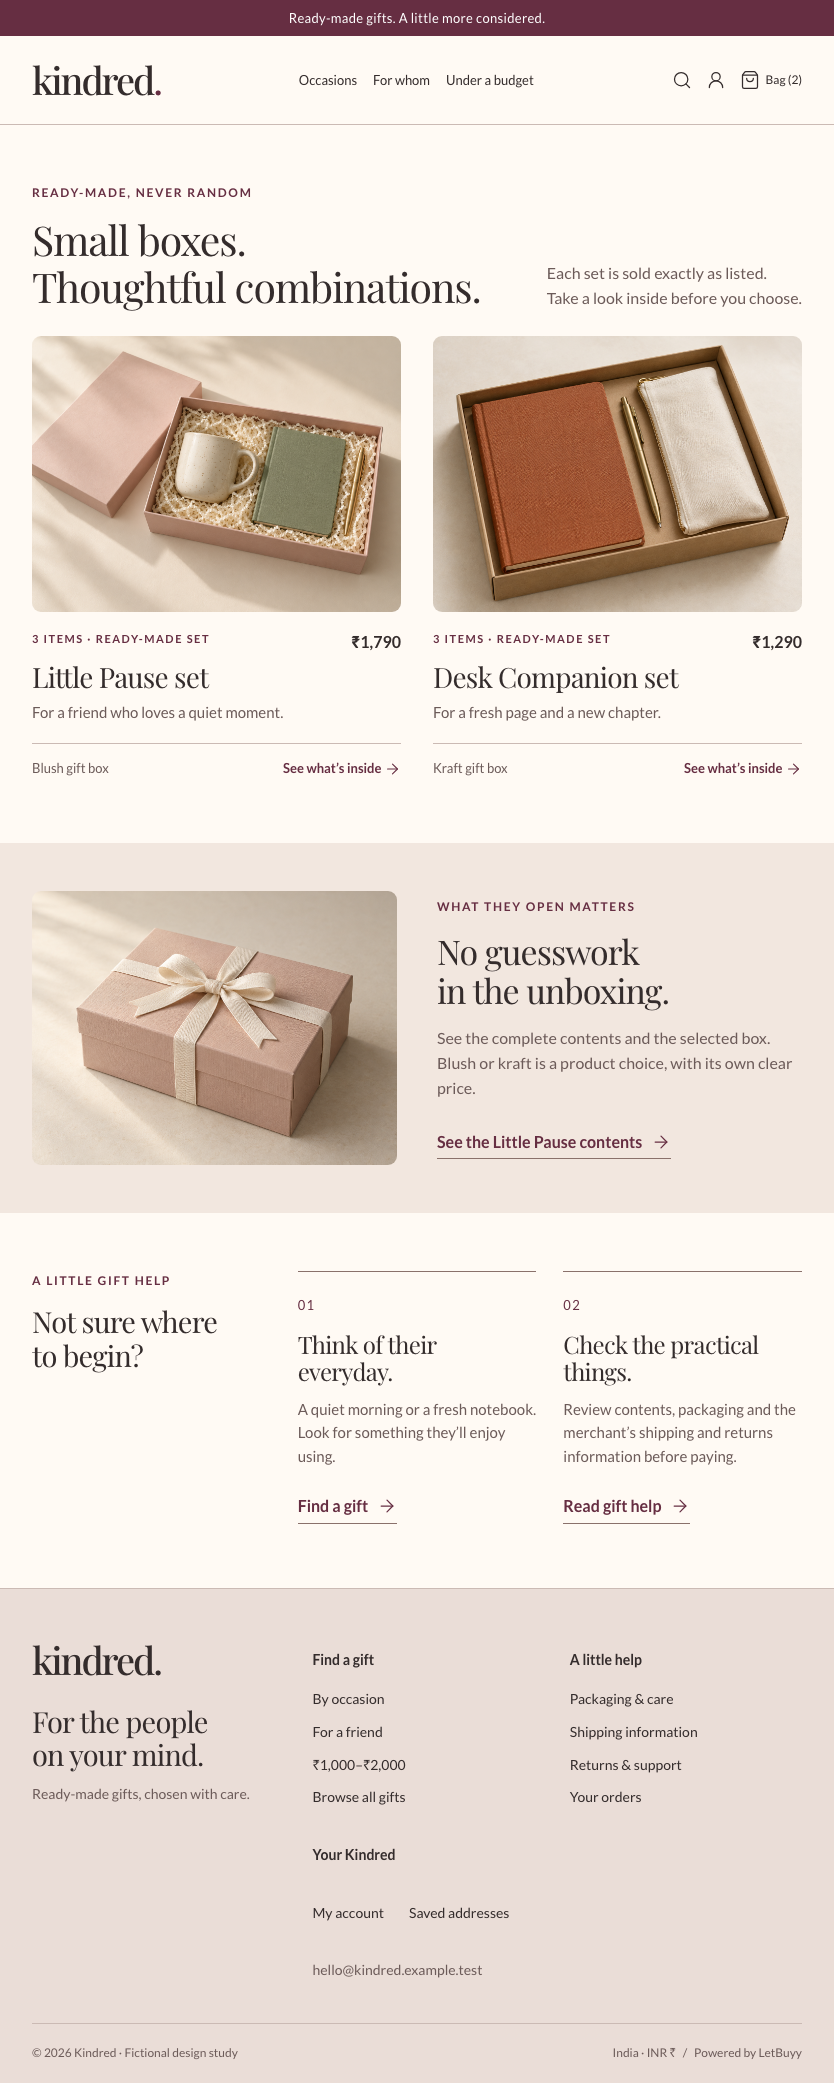 Ready-made gifts. A little more considered.
kindred.
Occasions
For whom
Under a budget
Bag (2)
READY-MADE, NEVER RANDOM
Small boxes.
Thoughtful combinations.
Each set is sold exactly as listed.
Take a look inside before you choose.
3 ITEMS · READY-MADE SET
₹1,790
Little Pause set
For a friend who loves a quiet moment.
Blush gift box
See what’s inside →
3 ITEMS · READY-MADE SET
₹1,290
Desk Companion set
For a fresh page and a new chapter.
Kraft gift box
See what’s inside →
WHAT THEY OPEN MATTERS
No guesswork
in the unboxing.
See the complete contents and the selected box.
Blush or kraft is a product choice, with its own clear
price.
See the Little Pause contents →
A LITTLE GIFT HELP
Not sure where
to begin?
01
Think of their
everyday.
A quiet morning or a fresh notebook.
Look for something they’ll enjoy
using.
Find a gift →
02
Check the practical
things.
Review contents, packaging and the
merchant’s shipping and returns
information before paying.
Read gift help →
kindred.
For the people
on your mind.
Ready-made gifts, chosen with care.
Find a gift
By occasion
For a friend
₹1,000–₹2,000
Browse all gifts
A little help
Packaging & care
Shipping information
Returns & support
Your orders
Your Kindred
My account
Saved addresses
hello@kindred.example.test
© 2026 Kindred · Fictional design study
India · INR ₹ / Powered by LetBuyy